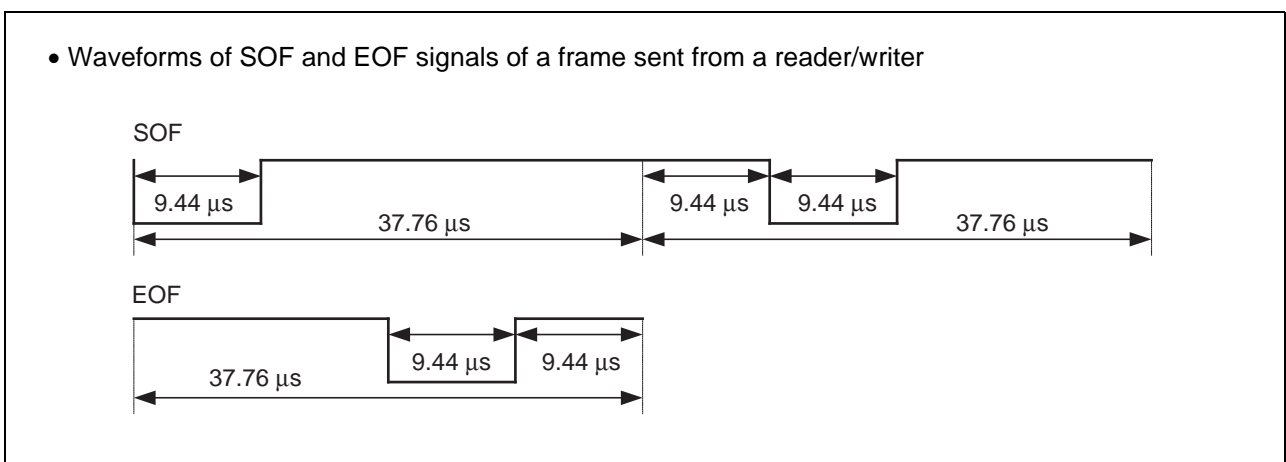 • Waveforms of SOF and EOF signals of a frame sent from a reader/writer
SOF
9.44 μs
9.44 μs
9.44 μs
37.76 μs
37.76 μs
EOF
9.44 μs
9.44 μs
37.76 μs